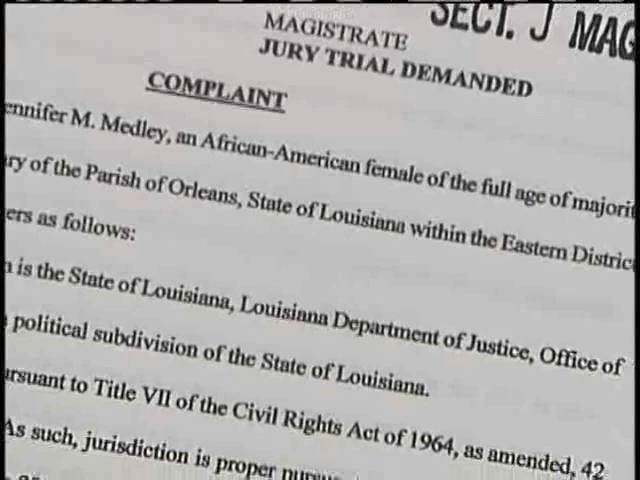 SECT. J MAG
MAGISTRATE
JURY TRIAL DEMANDED
COMPLAINT
ennifer M. Medley, an African-American female of the full age of majorit
ry of the Parish of Orleans, State of Louisiana within the Eastern Distric
ers as follows:
is the State of Louisiana, Louisiana Department of Justice, Office of
political subdivision of the State of Louisiana.
rsuant to Title VII of the Civil Rights Act of 1964, as amended, 42
As such, jurisdiction is proper pursu